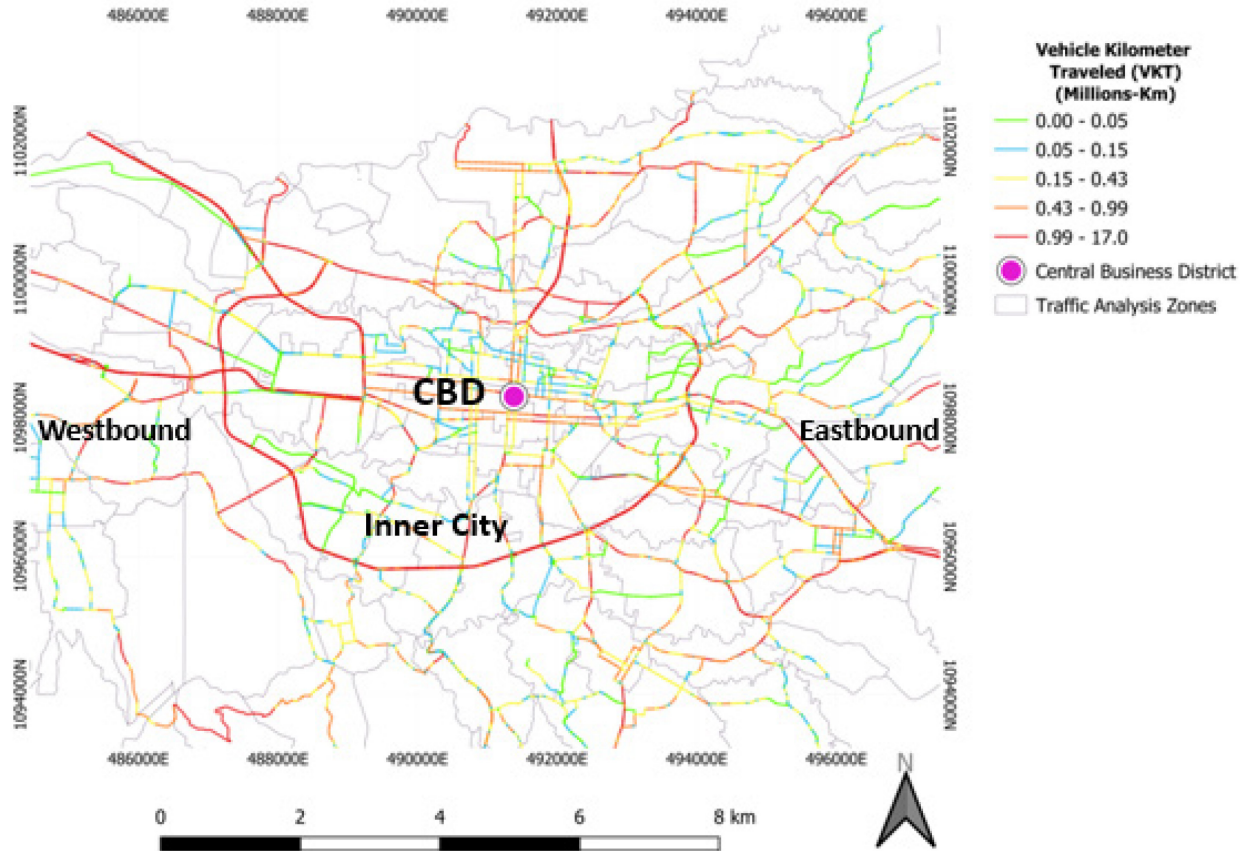 486000E 488000E 490000E 492000E 494000E 496000E
Vehicle Kilometer
Traveled (VKT)
(Millions-Km)
0.00 - 0.05
0.05 - 0.15
0.15 - 0.43
0.43 - 0.99
0.99 - 17.0
Central Business District
Traffic Analysis Zones
1102000N
1102000N
1100000N
1100000N
1098000N
1098000N
1096000N
1096000N
1094000N
1094000N
CBD
Westbound
Eastbound
Inner City
486000E 488000E 490000E 492000E 494000E 496000E
N
0 2 4 6 8 km